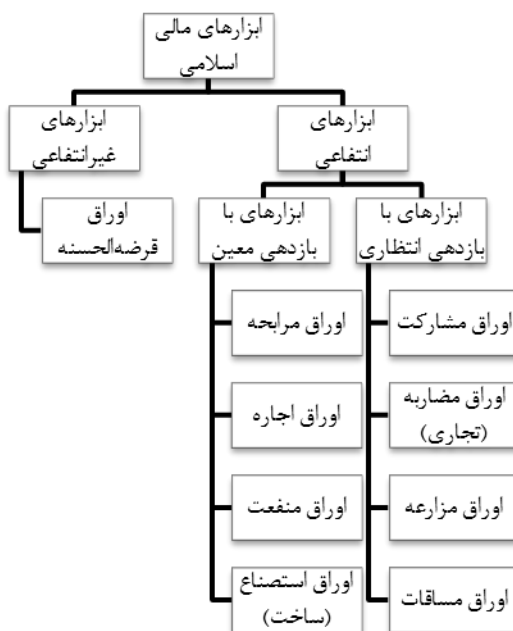 ابزارهای مالی
اسلامی
ابزارهای
انتفاعی
ابزارهای
غیرانتفاعی
ابزارهای با
بازدهی انتظاری
ابزارهای با
بازدهی معین
اوراق
قرضه‌الحسنه
اوراق مشارکت
اوراق مرابحه
اوراق مضاربه
(تجاری)
اوراق اجاره
اوراق مزارعه
اوراق منفعت
اوراق مساقات
اوراق استصناع
(ساخت)